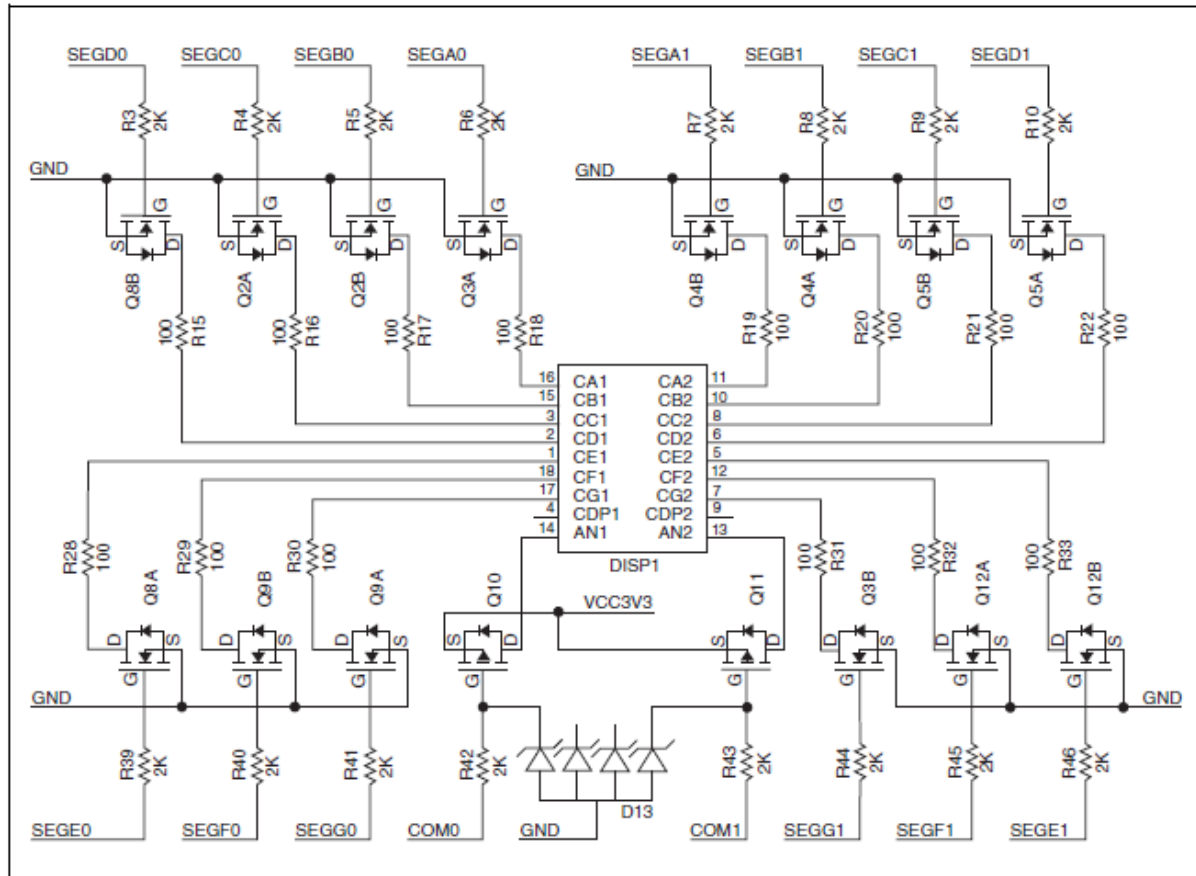 SEGD0 SEGC0 SEGB0 SEGA0 SEGA1 SEGB1 SEGC1 SEGD1
R3 2K R4 2K R5 2K R6 2K R7 2K R8 2K R9 2K R10 2K
GND GND
G G G G G G G G
S D S D S D S D S D S D S D S D
Q8B Q2A Q2B Q3A Q4B Q4A Q5B Q5A
100 R15 100 R16 100 R17 100 R18 R19 100 R20 100 R21 100 R22 100
16 CA1 CA2 11
15 CB1 CB2 10
3 CC1 CC2 8
2 CD1 CD2 6
1 CE1 CE2 5
18 CF1 CF2 12
17 CG1 CG2 7
4 CDP1 CDP2 9
14 AN1 AN2 13
DISP1
R28 100 R29 100 R30 100 100 R31 100 R32 100 R33
Q8A Q9B Q9A Q10 VCC3V3 Q11 Q3B Q12A Q12B
D S D S D S S D S D D S D S D S
G G G G G G G G
GND GND
R39 2K R40 2K R41 2K R42 2K R43 2K R44 2K R45 2K R46 2K
D13
SEGE0 SEGF0 SEGG0 COM0 GND COM1 SEGG1 SEGF1 SEGE1